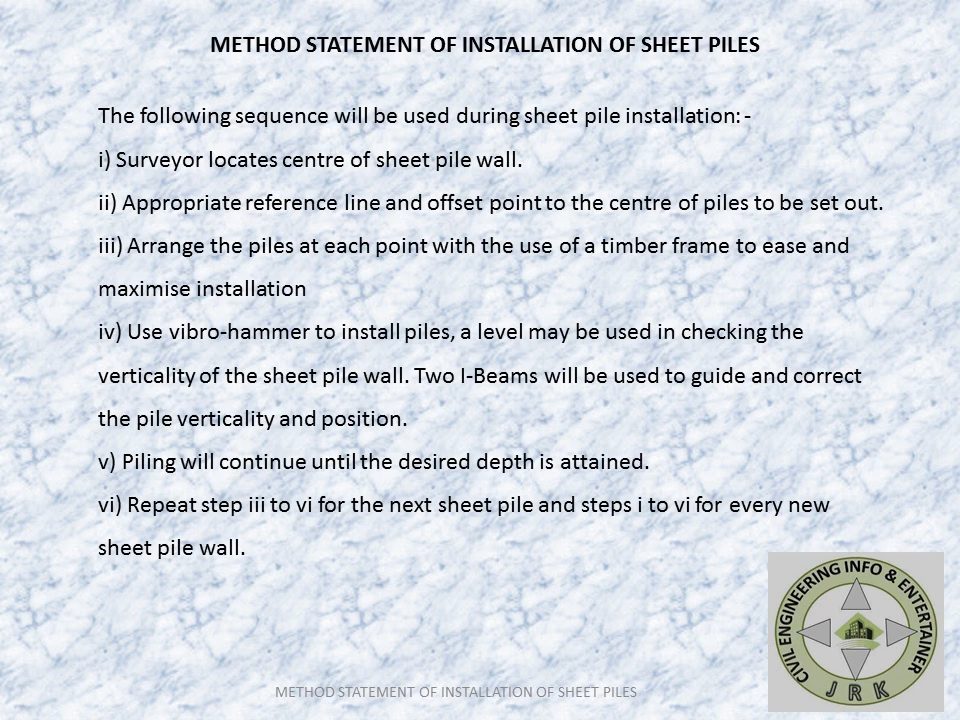 METHOD STATEMENT OF INSTALLATION OF SHEET PILES
The following sequence will be used during sheet pile installation: -
i) Surveyor locates centre of sheet pile wall.
ii) Appropriate reference line and offset point to the centre of piles to be set out.
iii) Arrange the piles at each point with the use of a timber frame to ease and
maximise installation
iv) Use vibro-hammer to install piles, a level may be used in checking the
verticality of the sheet pile wall. Two I-Beams will be used to guide and correct
the pile verticality and position.
v) Piling will continue until the desired depth is attained.
vi) Repeat step iii to vi for the next sheet pile and steps i to vi for every new
sheet pile wall.
CIVIL ENGINEERING INFO & ENTERTAINER
J R K
METHOD STATEMENT OF INSTALLATION OF SHEET PILES